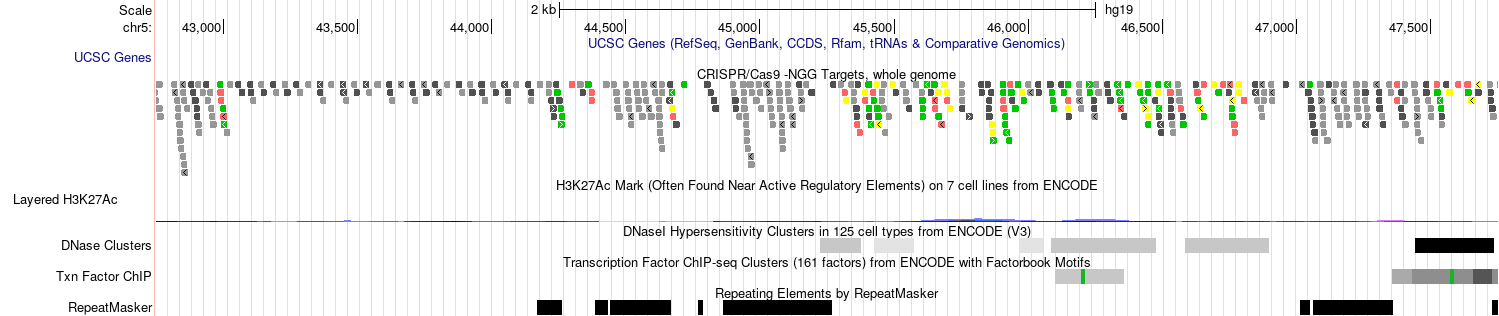 Scale 2 kb hg19
chr5: 43,000 43,500 44,000 44,500 45,000 45,500 46,000 46,500 47,000 47,500
UCSC Genes (RefSeq, GenBank, CCDS, Rfam, tRNAs & Comparative Genomics)
UCSC Genes
CRISPR/Cas9 -NGG Targets, whole genome
H3K27Ac Mark (Often Found Near Active Regulatory Elements) on 7 cell lines from ENCODE
Layered H3K27Ac
DNaseI Hypersensitivity Clusters in 125 cell types from ENCODE (V3)
DNase Clusters
Transcription Factor ChIP-seq Clusters (161 factors) from ENCODE with Factorbook Motifs
Txn Factor ChIP
Repeating Elements by RepeatMasker
RepeatMasker